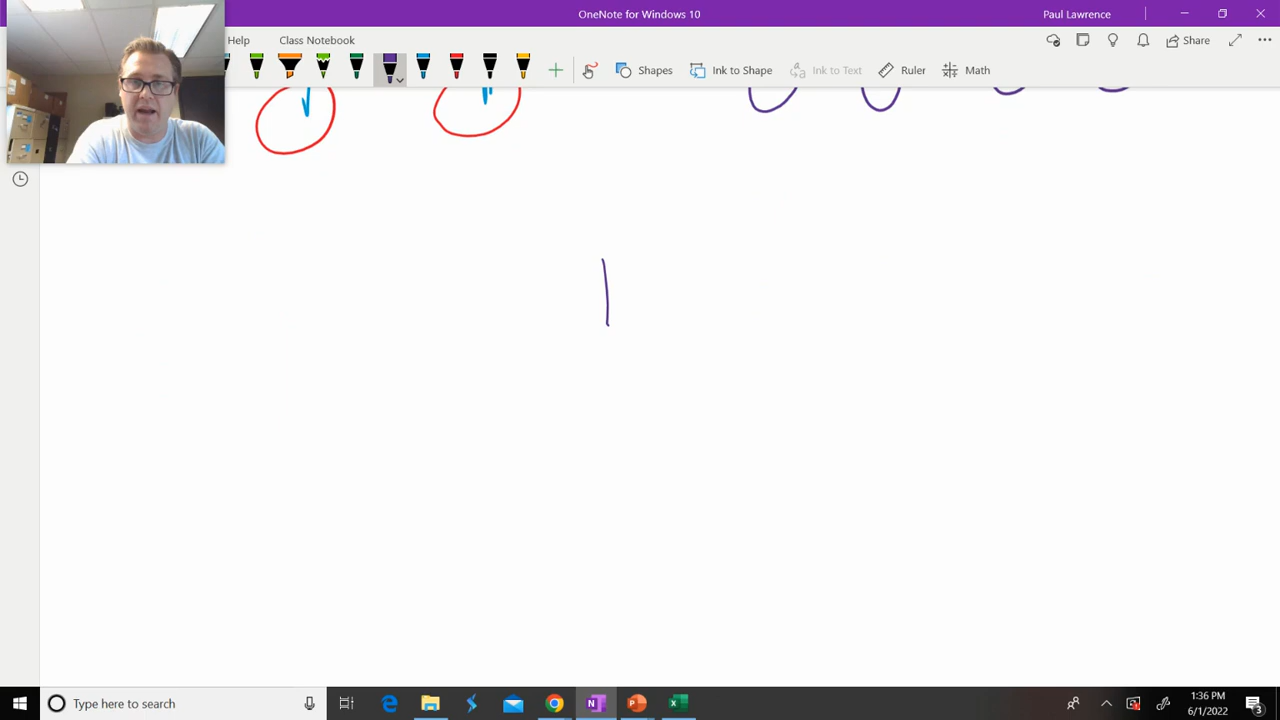 OneNote for Windows 10
Paul Lawrence
Help Class Notebook
Share
Shapes Ink to Shape Ink to Text Ruler Math
Type here to search
1:36 PM
6/1/2022
3